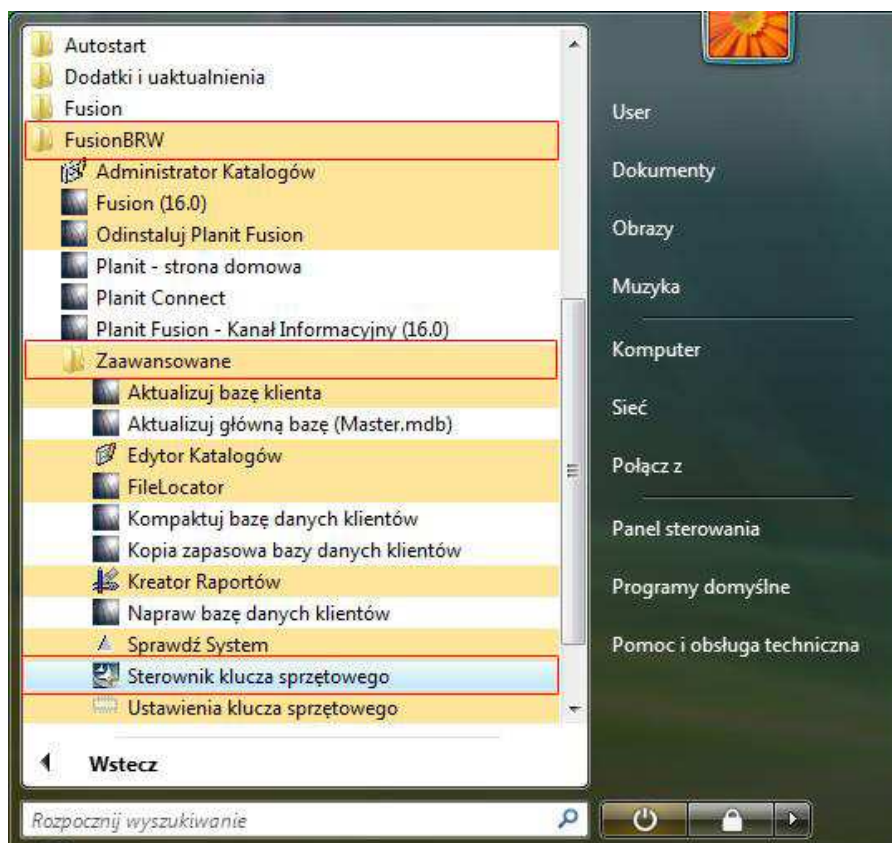 Autostart
Dodatki i uaktualnienia
Fusion
FusionBRW
Administrator Katalogów
Fusion (16.0)
Odinstaluj Planit Fusion
Planit - strona domowa
Planit Connect
Planit Fusion - Kanał Informacyjny (16.0)
Zaawansowane
Aktualizuj bazę klienta
Aktualizuj główną bazę (Master.mdb)
Edytor Katalogów
FileLocator
Kompaktuj bazę danych klientów
Kopia zapasowa bazy danych klientów
Kreator Raportów
Napraw bazę danych klientów
Sprawdź System
Sterownik klucza sprzętowego
Ustawienia klucza sprzętowego
Wstecz
Rozpocznij wyszukiwanie
User
Dokumenty
Obrazy
Muzyka
Komputer
Sieć
Połącz z
Panel sterowania
Programy domyślne
Pomoc i obsługa techniczna